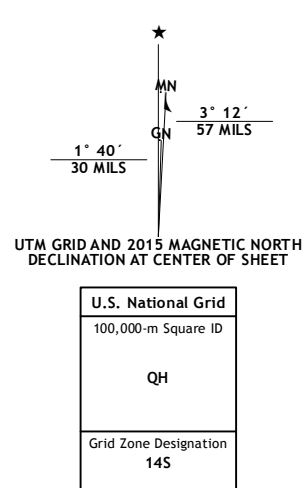 ★
MN
3° 12´
57 MILS
GN
1° 40´
30 MILS
UTM GRID AND 2015 MAGNETIC NORTH
DECLINATION AT CENTER OF SHEET
U.S. National Grid
100,000-m Square ID
QH
Grid Zone Designation
14S